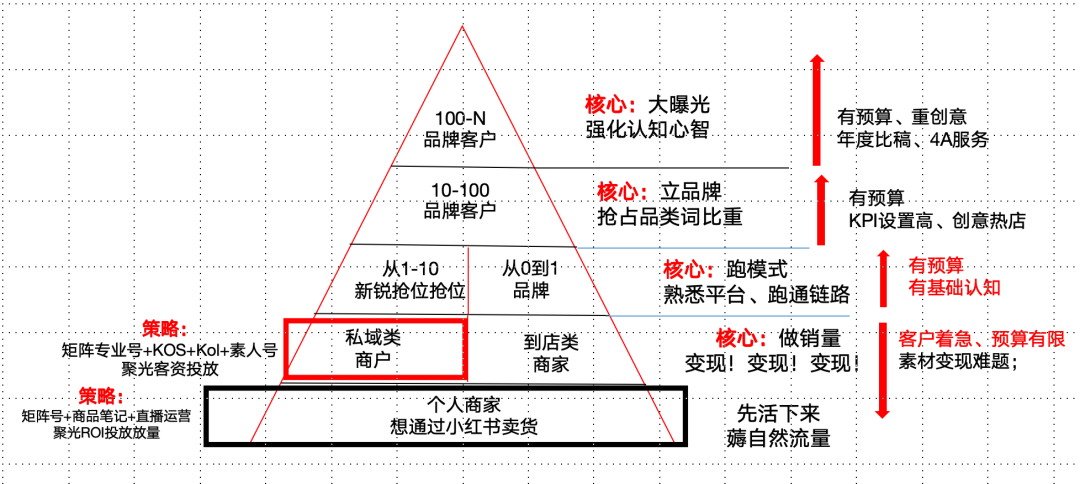 100-N
品牌客户
核心：大曝光
强化认知心智
有预算、重创意
年度比稿、4A服务
10-100
品牌客户
核心：立品牌
抢占品类词比重
有预算
KPI设置高、创意热店
从1-10
新锐抢位抢位
从0到1
品牌
核心：跑模式
熟悉平台、跑通链路
有预算
有基础认知
策略：
矩阵专业号+KOS+Kol+素人号
聚光客资投放
私域类
商户
到店类
商家
核心：做销量
变现！变现！变现！
客户着急、预算有限
素材变现难题；
策略：
矩阵号+商品笔记+直播运营
聚光ROI投放放量
个人商家
想通过小红书卖货
先活下来
薅自然流量